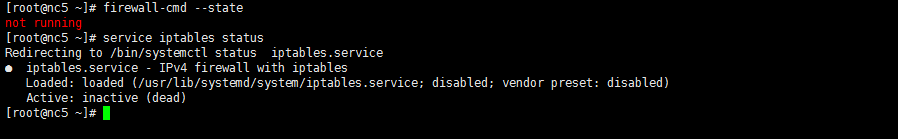 [root@nc5 ~]# firewall-cmd --state
not running
[root@nc5 ~]# service iptables status
Redirecting to /bin/systemctl status  iptables.service
● iptables.service - IPv4 firewall with iptables
   Loaded: loaded (/usr/lib/systemd/system/iptables.service; disabled; vendor preset: disabled)
   Active: inactive (dead)
[root@nc5 ~]#